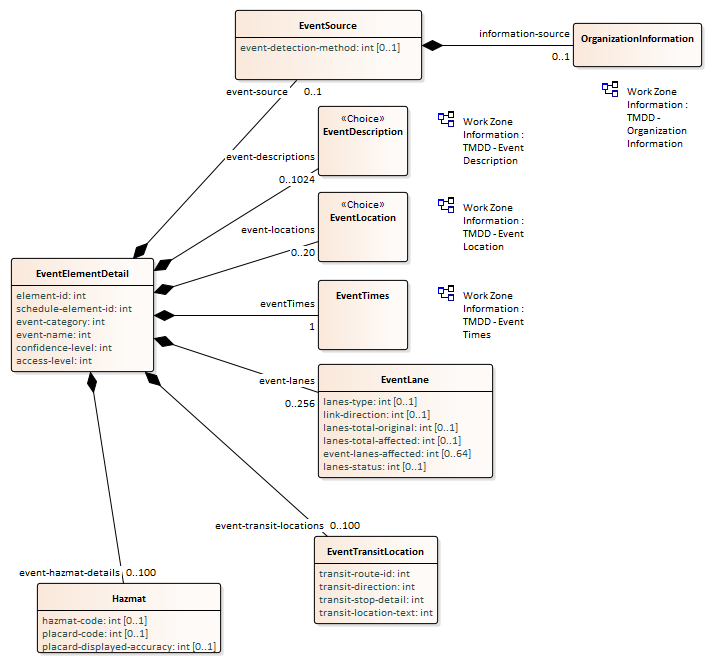 EventSource
event-detection-method: int [0..1]
information-source
0..1
OrganizationInformation
Work Zone
Information :
TMDD -
Organization
Information
event-source
0..1
«Choice»
EventDescription
Work Zone
Information :
TMDD - Event
Description
event-descriptions
0..1024
«Choice»
EventLocation
Work Zone
Information :
TMDD - Event
Location
event-locations
0..20
EventElementDetail
element-id: int
schedule-element-id: int
event-category: int
event-name: int
confidence-level: int
access-level: int
EventTimes
Work Zone
Information :
TMDD - Event
Times
eventTimes
1
EventLane
lanes-type: int [0..1]
link-direction: int [0..1]
lanes-total-original: int [0..1]
lanes-total-affected: int [0..1]
event-lanes-affected: int [0..64]
lanes-status: int [0..1]
event-lanes
0..256
event-transit-locations 0..100
EventTransitLocation
transit-route-id: int
transit-direction: int
transit-stop-detail: int
transit-location-text: int
event-hazmat-details 0..100
Hazmat
hazmat-code: int [0..1]
placard-code: int [0..1]
placard-displayed-accuracy: int [0..1]